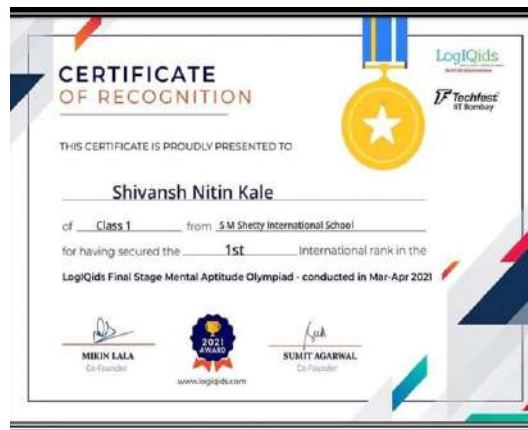 LogIQids
CERTIFICATE
OF RECOGNITION
Techfest
IIT Bombay
THIS CERTIFICATE IS PROUDLY PRESENTED TO
Shivansh Nitin Kale
of Class 1 from S M Shetty International School
for having secured the 1st International rank in the
LogIQids Final Stage Mental Aptitude Olympiad - conducted in Mar-Apr 2021
2021
AWARD
MIKIN LALA
Co-Founder
SUMIT AGARWAL
Co-Founder
www.logiqids.com